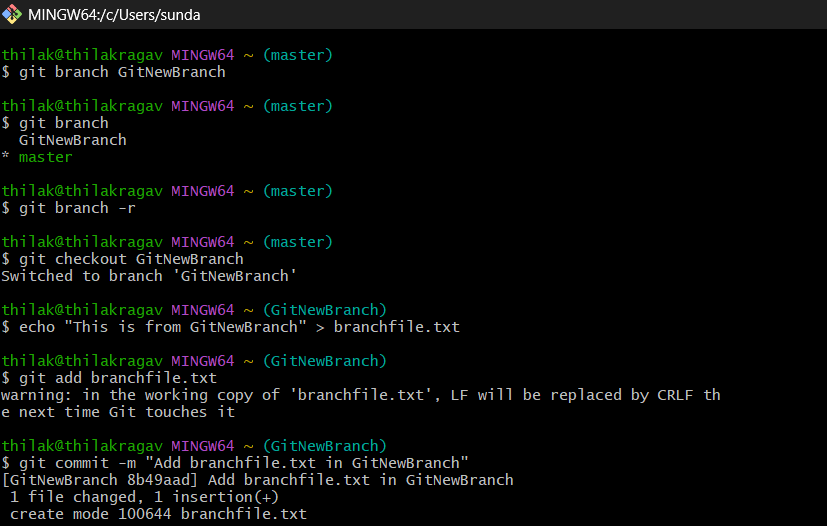 MINGW64:/c/Users/sunda
thilak@thilakragav MINGW64 ~ (master)
$ git branch GitNewBranch
thilak@thilakragav MINGW64 ~ (master)
$ git branch
  GitNewBranch
* master
thilak@thilakragav MINGW64 ~ (master)
$ git branch -r
thilak@thilakragav MINGW64 ~ (master)
$ git checkout GitNewBranch
Switched to branch 'GitNewBranch'
thilak@thilakragav MINGW64 ~ (GitNewBranch)
$ echo "This is from GitNewBranch" > branchfile.txt
thilak@thilakragav MINGW64 ~ (GitNewBranch)
$ git add branchfile.txt
warning: in the working copy of 'branchfile.txt', LF will be replaced by CRLF th
e next time Git touches it
thilak@thilakragav MINGW64 ~ (GitNewBranch)
$ git commit -m "Add branchfile.txt in GitNewBranch"
[GitNewBranch 8b49aad] Add branchfile.txt in GitNewBranch
 1 file changed, 1 insertion(+)
 create mode 100644 branchfile.txt